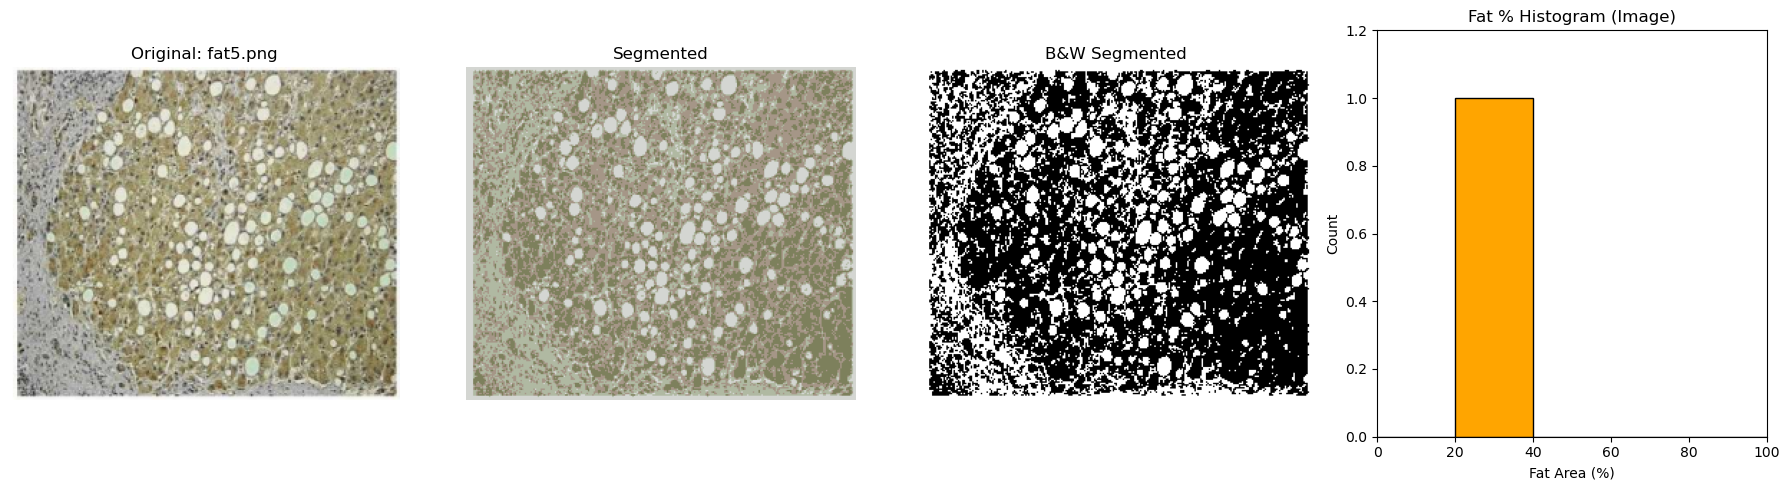 Original: fat5.png
Segmented
B&W Segmented
Fat % Histogram (Image)
1.2
1.0
0.8
0.6
0.4
0.2
0.0
Count
0
20
40
60
80
100
Fat Area (%)